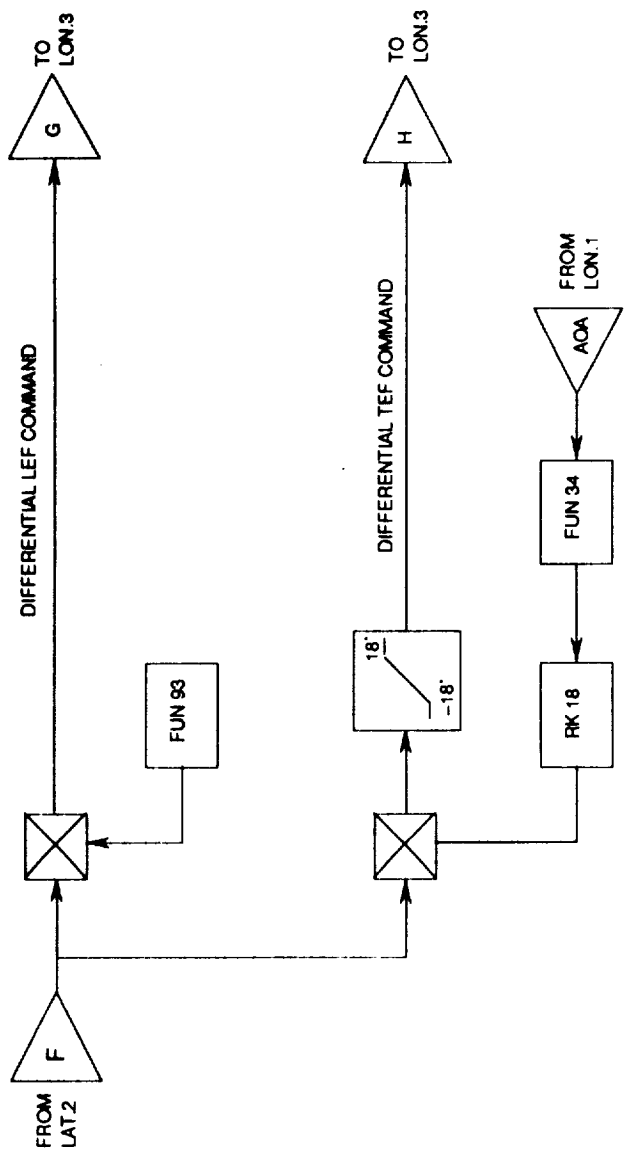 FROM
LAT.2
F
DIFFERENTIAL LEF COMMAND
G
TO
LON.3
FUN 93
18°
-18°
DIFFERENTIAL TEF COMMAND
H
TO
LON.3
RK 18
FUN 34
AOA
FROM
LON.1